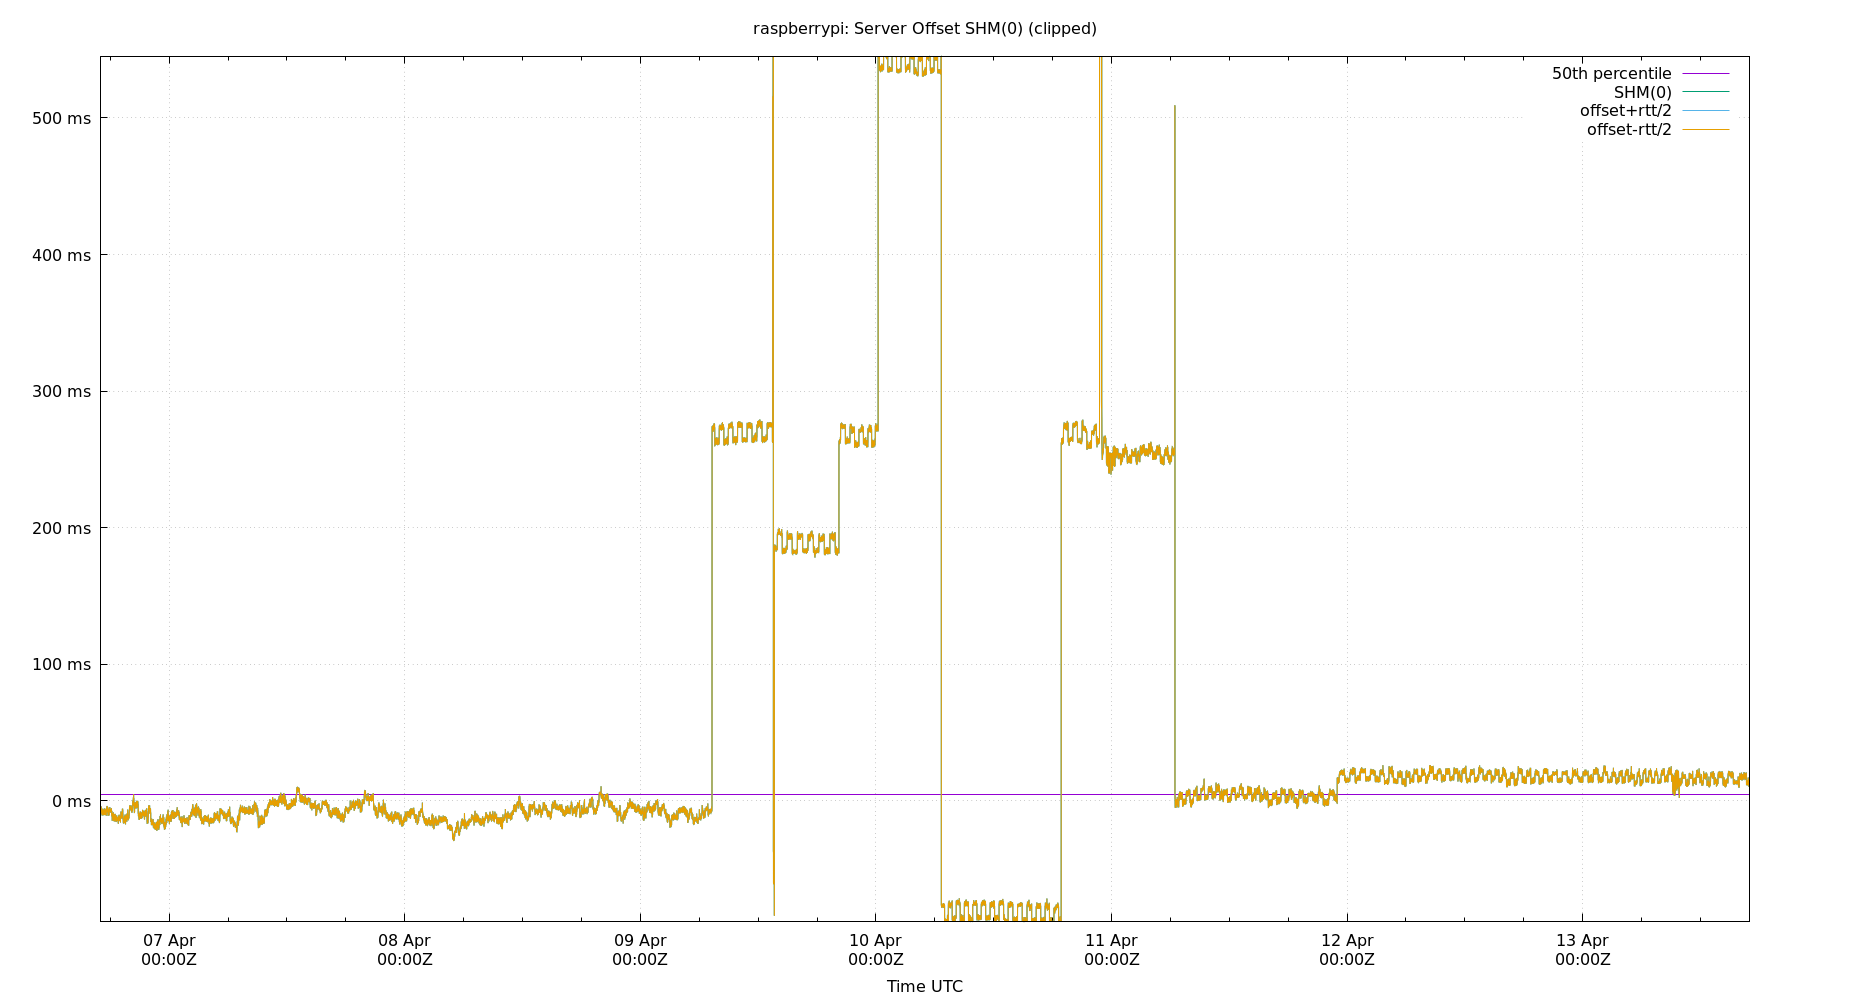 raspberrypi: Server Offset SHM(0) (clipped)
50th percentile
SHM(0)
offset+rtt/2
offset-rtt/2
500 ms
400 ms
300 ms
200 ms
100 ms
0 ms
07 Apr 08 Apr 09 Apr 10 Apr 11 Apr 12 Apr 13 Apr
00:00Z 00:00Z 00:00Z 00:00Z 00:00Z 00:00Z 00:00Z
Time UTC